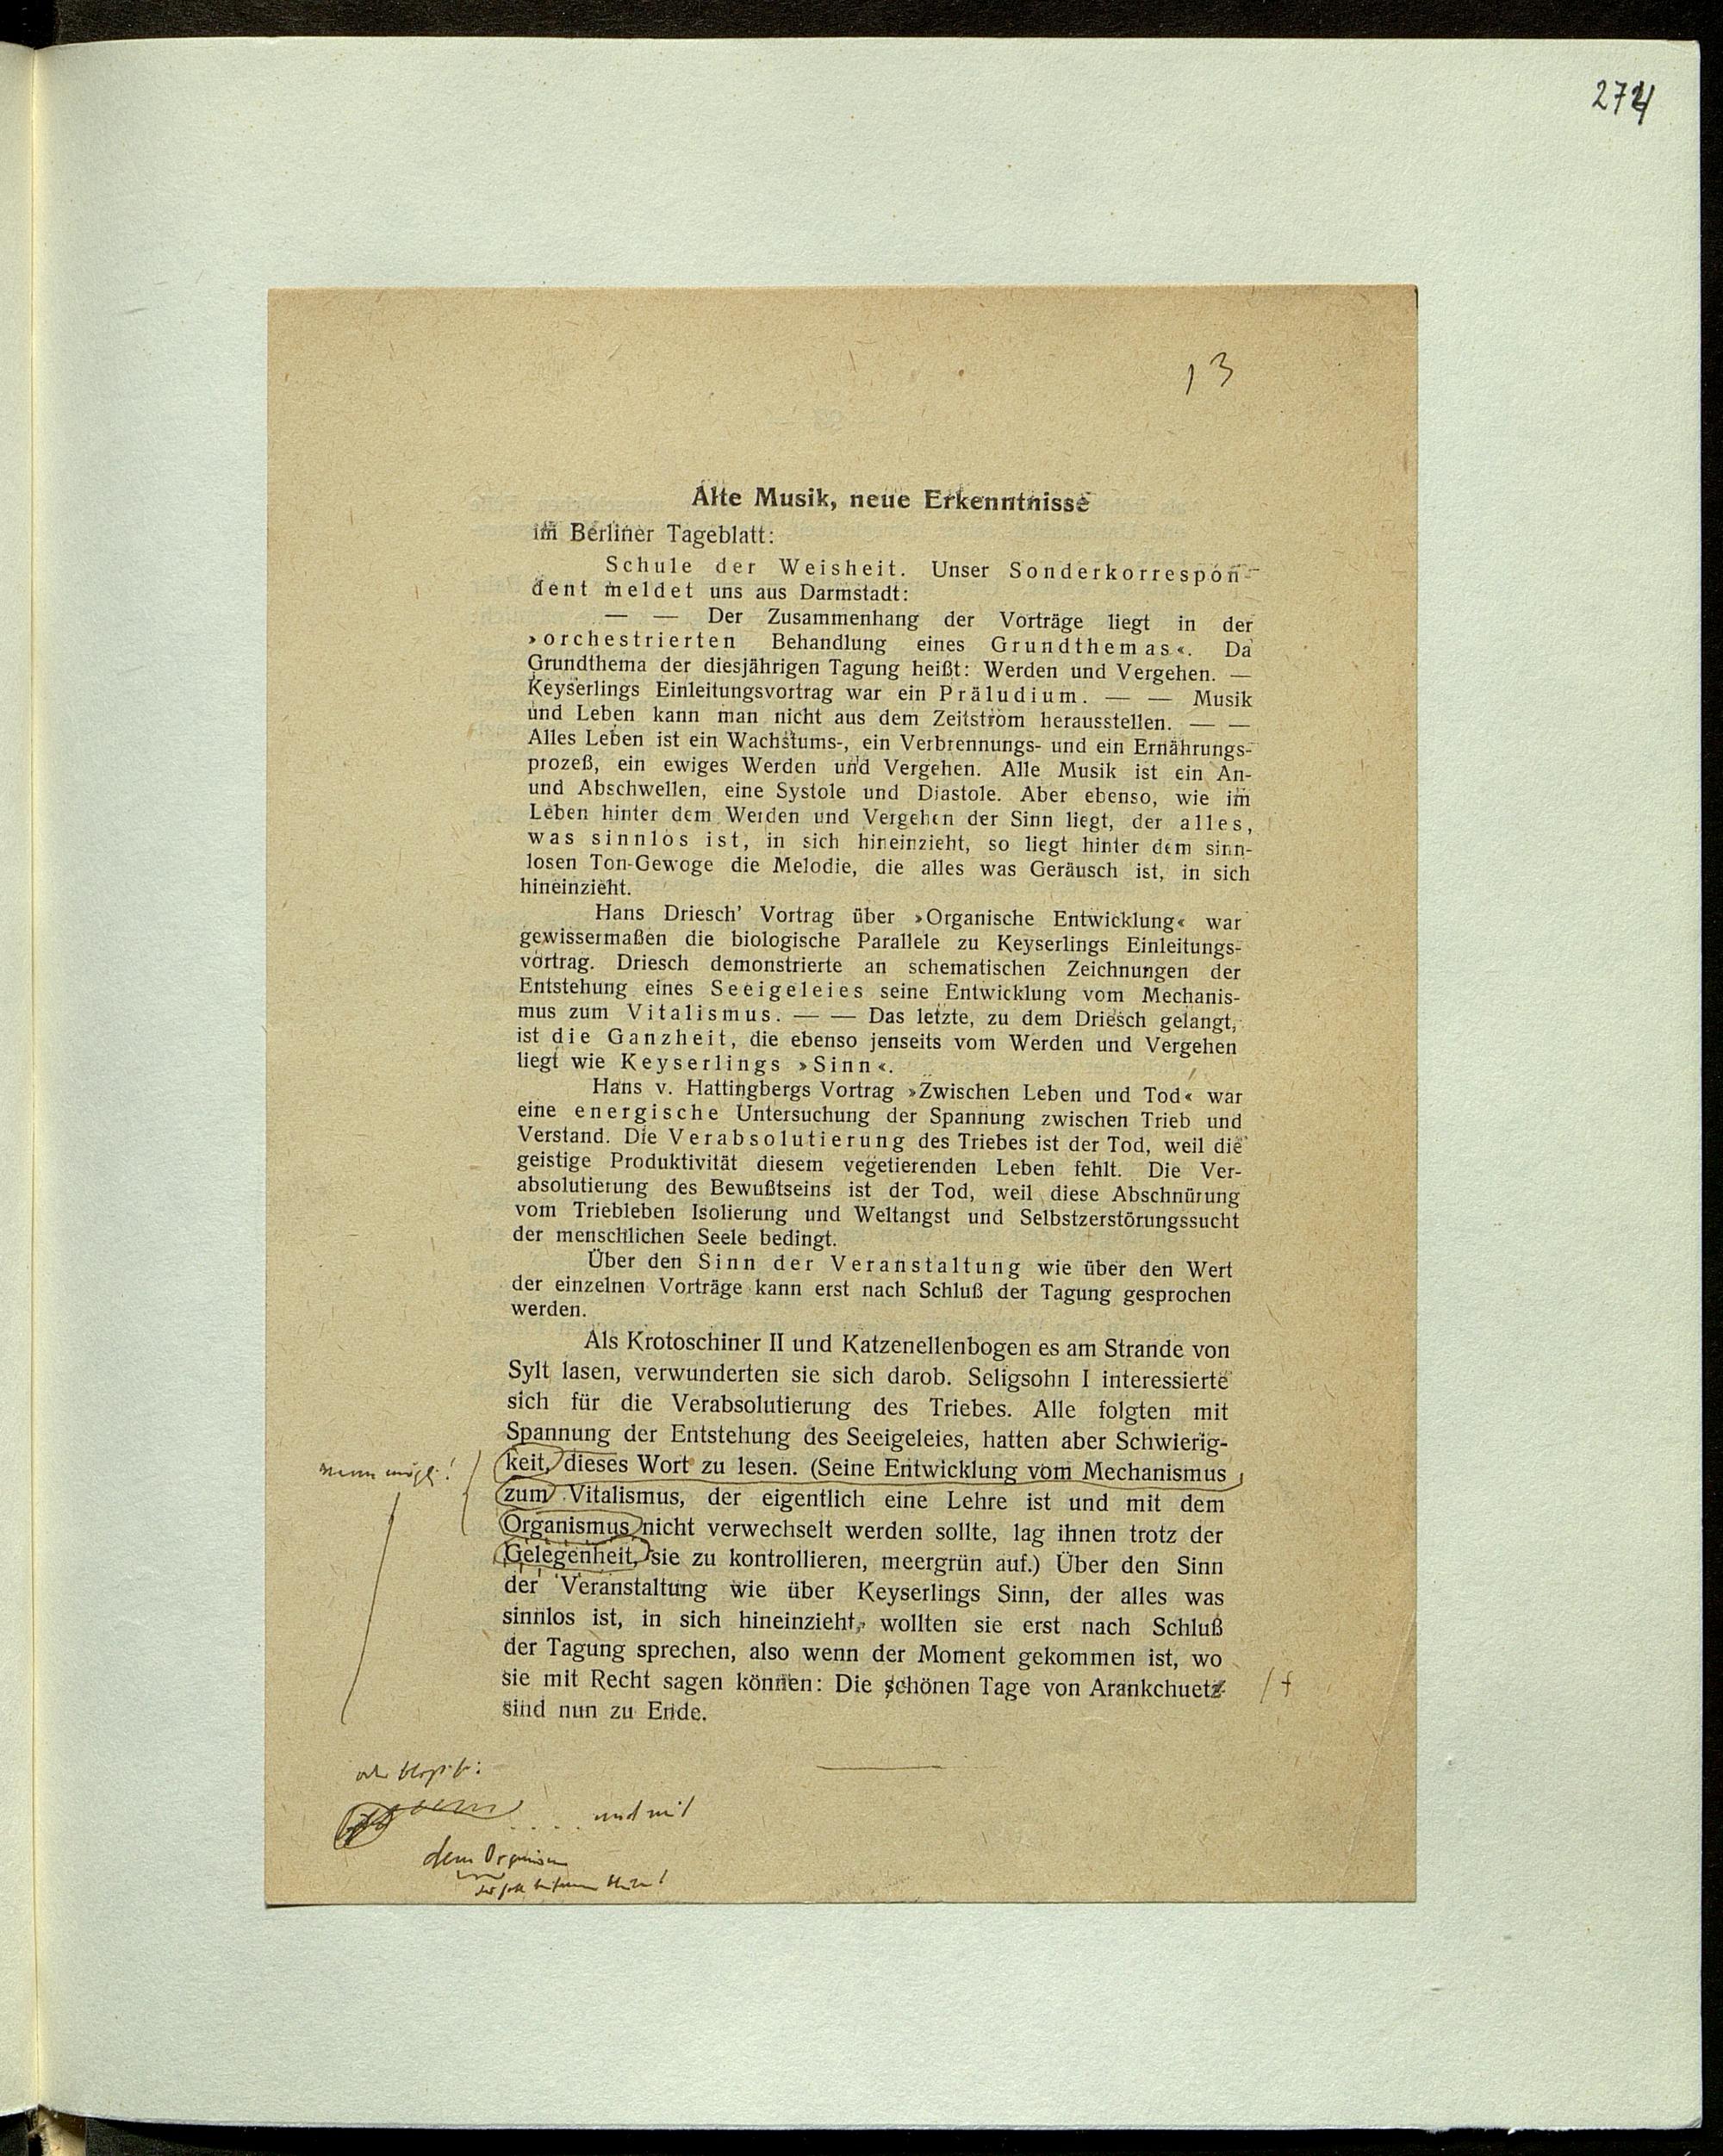 274
13
Alte Musik, neue Erkenntnisse
im Berliner Tageblatt:
Schule der Weisheit. Unser Sonderkorrespon-
dent meldet uns aus Darmstadt:
— — Der Zusammenhang der Vorträge liegt in der
»orchestrierten Behandlung eines Grundthemas«. Da
Grundthema der diesjährigen Tagung heißt: Werden und Vergehen. —
Keyserlings Einleitungsvortrag war ein Präludium. — — Musik
und Leben kann man nicht aus dem Zeitstrom herausstellen. — —
Alles Leben ist ein Wachstums-, ein Verbrennungs- und ein Ernährungs-
prozeß, ein ewiges Werden und Vergehen. Alle Musik ist ein An-
und Abschwellen, eine Systole und Diastole. Aber ebenso, wie im
Leben hinter dem Werden und Vergehen der Sinn liegt, der alles,
was sinnlos ist, in sich hineinzieht, so liegt hinter dem sinn-
losen Ton-Gewoge die Melodie, die alles was Geräusch ist, in sich
hineinzieht.
Hans Driesch' Vortrag über »Organische Entwicklung« war
gewissermaßen die biologische Parallele zu Keyserlings Einleitungs-
vortrag. Driesch demonstrierte an schematischen Zeichnungen der
Entstehung eines Seeigeleies seine Entwicklung vom Mechanis-
mus zum Vitalismus. — — Das letzte, zu dem Driesch gelangt,
ist die Ganzheit, die ebenso jenseits vom Werden und Vergehen
liegt wie Keyserlings »Sinn«.
Hans v. Hattingbergs Vortrag »Zwischen Leben und Tod« war
eine energische Untersuchung der Spannung zwischen Trieb und
Verstand. Die Verabsolutierung des Triebes ist der Tod, weil die
geistige Produktivität diesem vegetierenden Leben fehlt. Die Ver-
absolutierung des Bewußtseins ist der Tod, weil diese Abschnürung
vom Triebleben Isolierung und Weltangst und Selbstzerstörungssucht
der menschlichen Seele bedingt.
Über den Sinn der Veranstaltung wie über den Wert
der einzelnen Vorträge kann erst nach Schluß der Tagung gesprochen
werden.
Als Krotoschiner II und Katzenellenbogen es am Strande von
Sylt lasen, verwunderten sie sich darob. Seligsohn I interessierte
sich für die Verabsolutierung des Triebes. Alle folgten mit
Spannung der Entstehung des Seeigeleies, hatten aber Schwierig-
keit, dieses Wort zu lesen. (Seine Entwicklung vom Mechanismus
zum Vitalismus, der eigentlich eine Lehre ist und mit dem
Organismus nicht verwechselt werden sollte, lag ihnen trotz der
Gelegenheit, sie zu kontrollieren, meergrün auf.) Über den Sinn
der Veranstaltung wie über Keyserlings Sinn, der alles was
sinnlos ist, in sich hineinzieht, wollten sie erst nach Schluß
der Tagung sprechen, also wenn der Moment gekommen ist, wo
sie mit Recht sagen können: Die schönen Tage von Arankchuetz
sind nun zu Ende.
und mit
dem